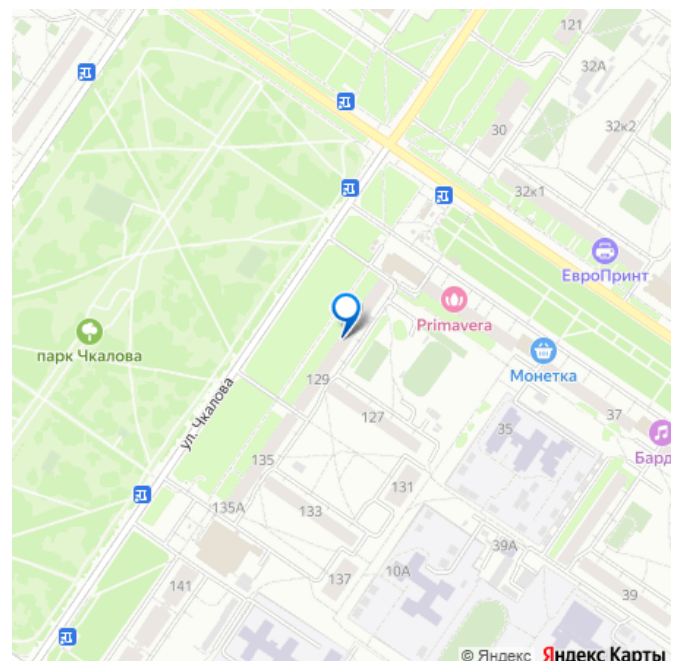 121
32А
30
32к2
32к1
ЕвроПринт
Primavera
парк Чкалова
Монетка
129
ул. Чкалова
37
127
35
Бард
135
131
135А
133
39А
10А
137
141
39
© Яндекс Яндекс Карты